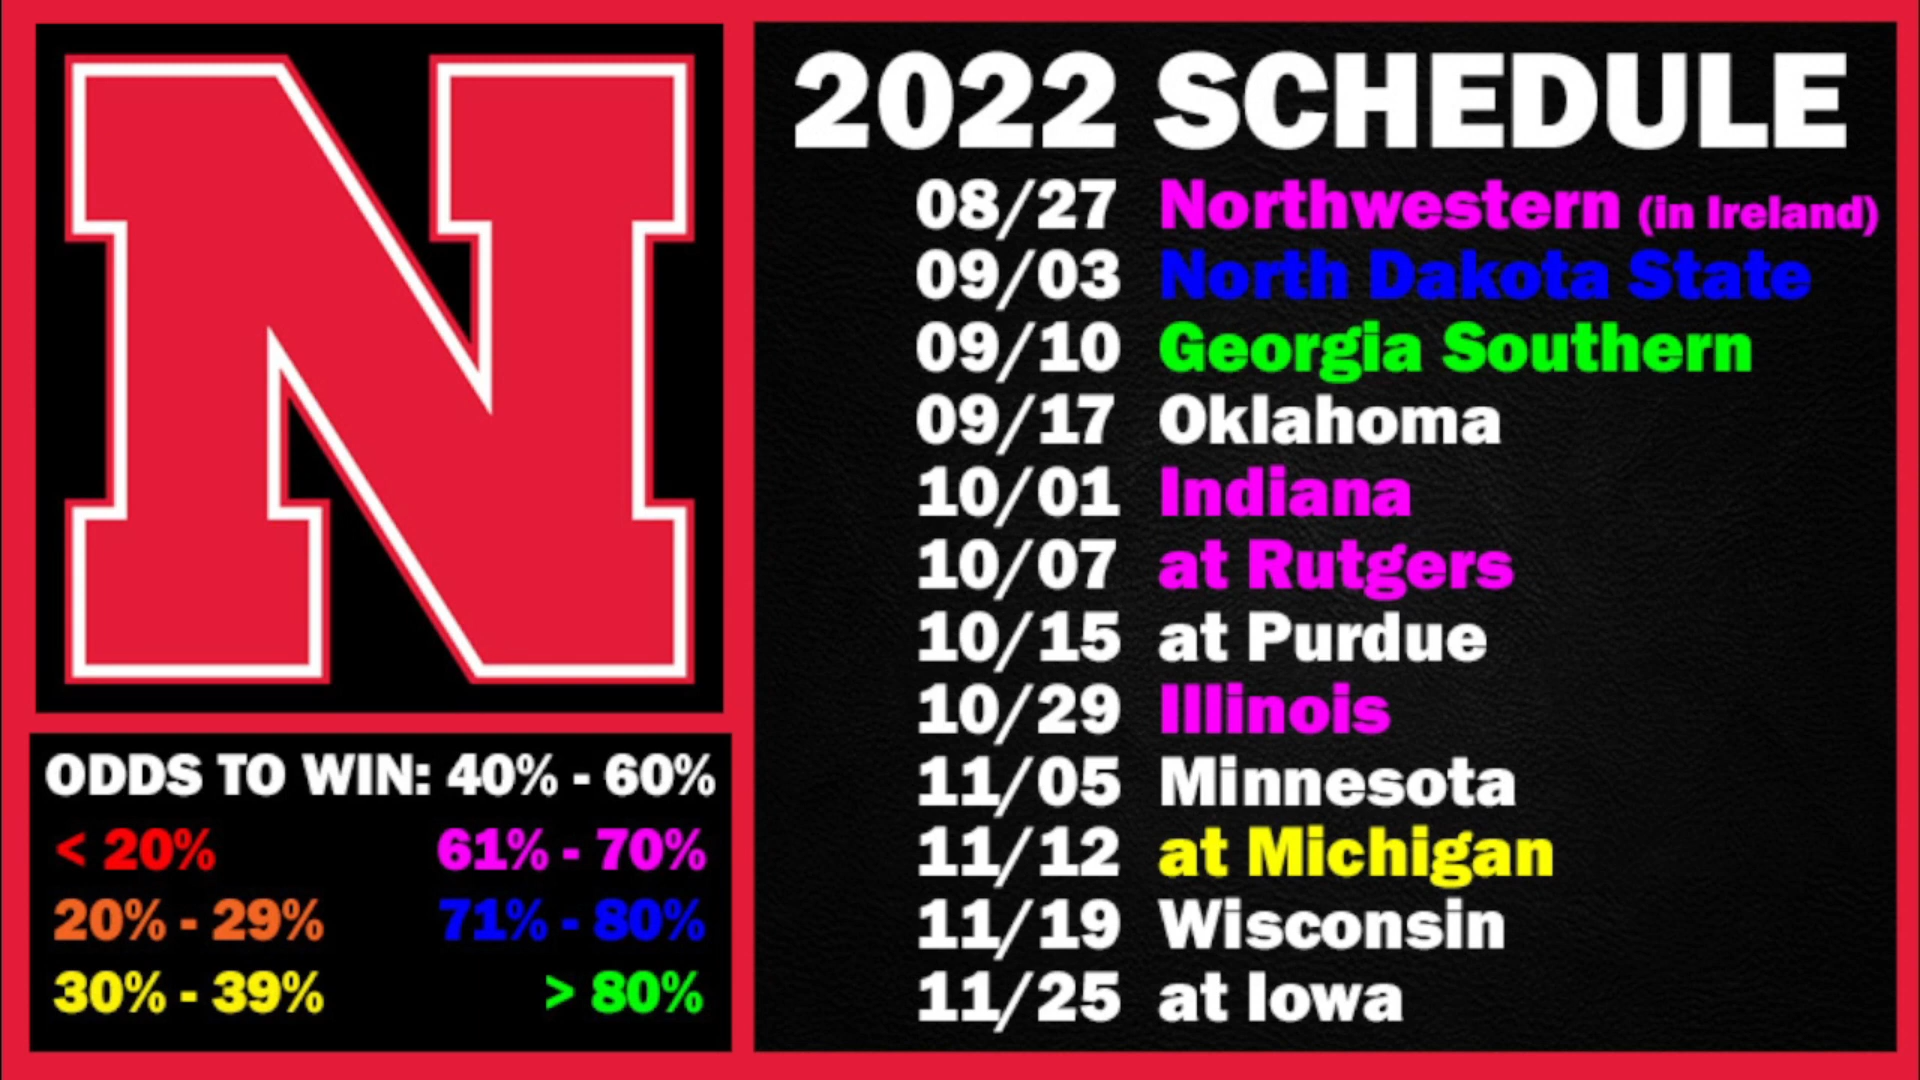 N
2022 SCHEDULE
08/27 Northwestern (in Ireland)
09/03 North Dakota State
09/10 Georgia Southern
09/17 Oklahoma
10/01 Indiana
10/07 at Rutgers
10/15 at Purdue
10/29 Illinois
11/05 Minnesota
11/12 at Michigan
11/19 Wisconsin
11/25 at Iowa
ODDS TO WIN: 40% - 60%
< 20% 61% - 70%
20% - 29% 71% - 80%
30% - 39% > 80%